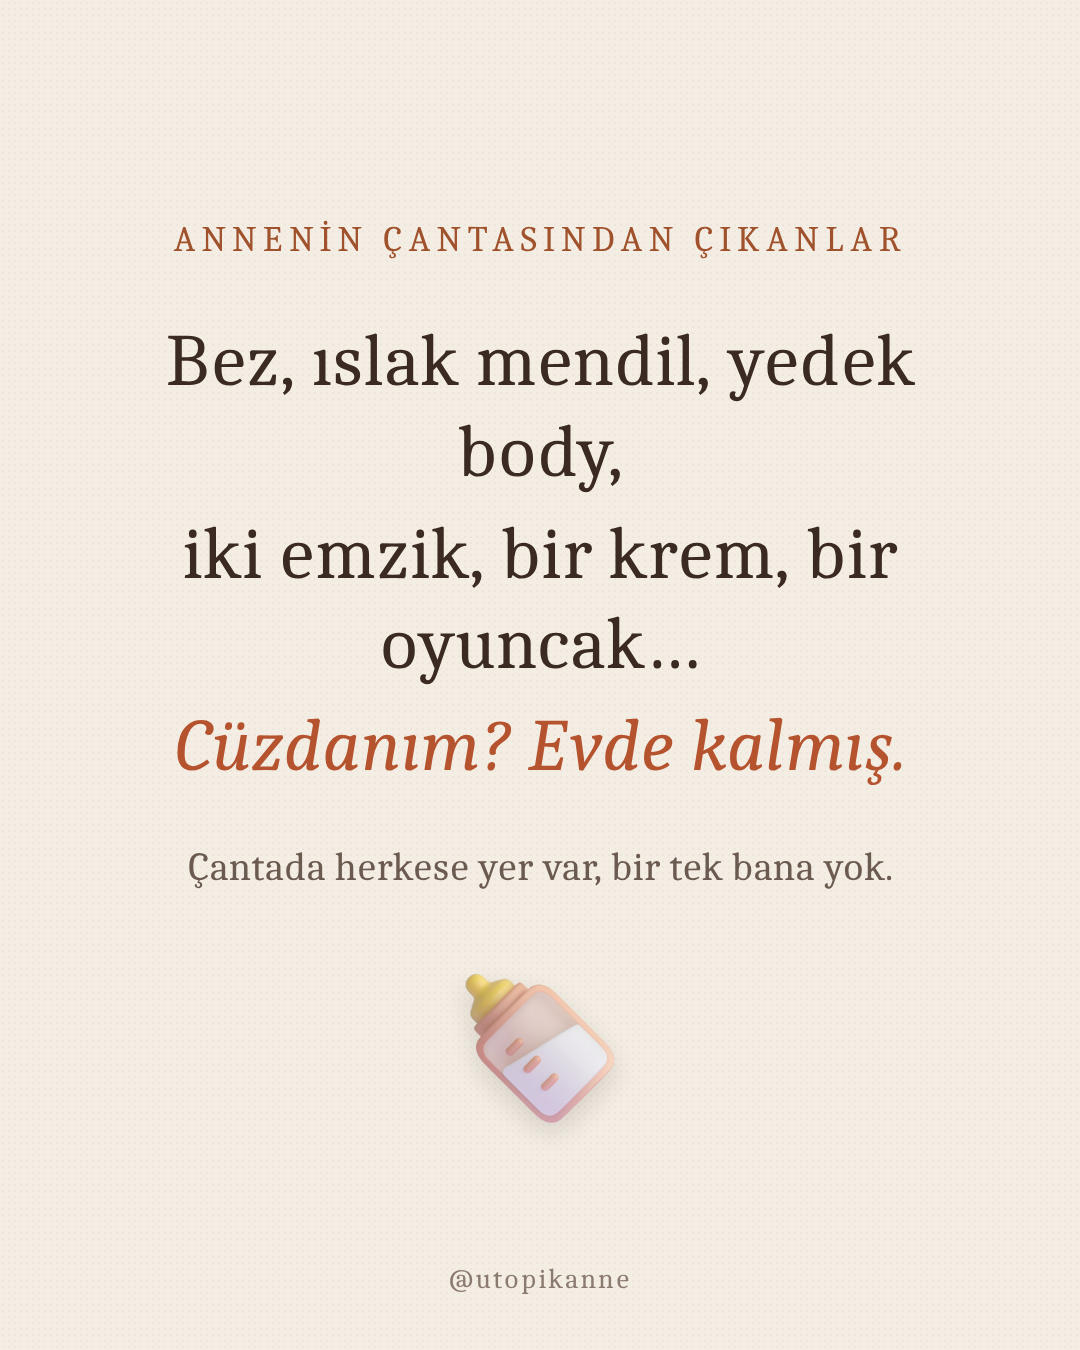 ANNENİN ÇANTASINDAN ÇIKANLAR
Bez, ıslak mendil, yedek
body,
iki emzik, bir krem, bir
oyuncak...
Cüzdanım? Evde kalmış.
Çantada herkese yer var, bir tek bana yok.
@utopikanne